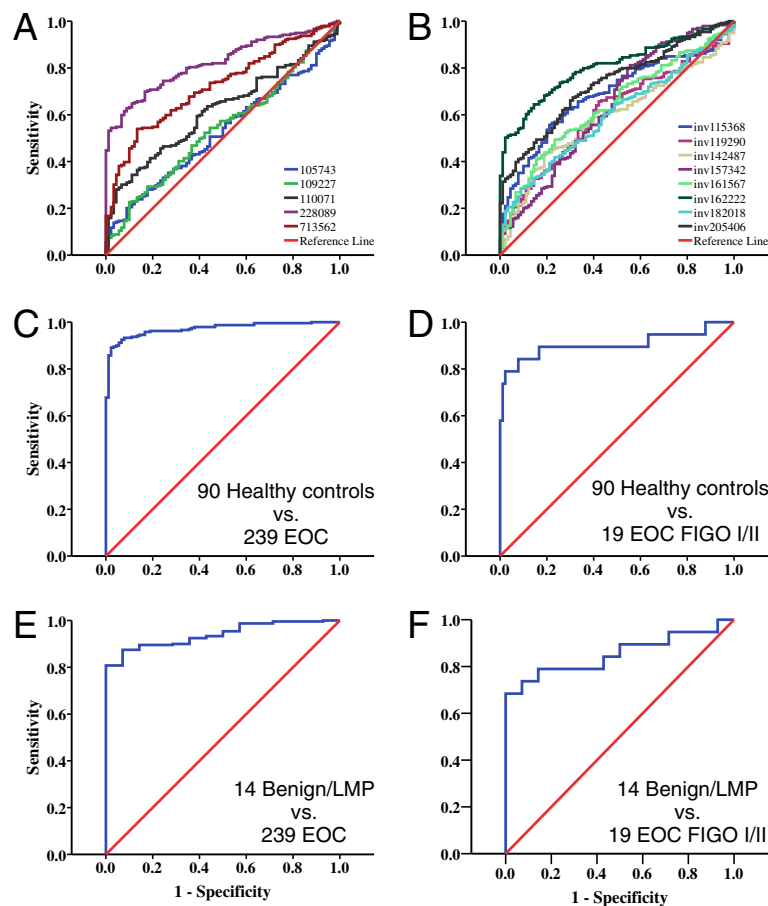 A
1.0
0.8
0.6
0.4
0.2
0.0
Sensitivity
105743
109227
110071
228089
713562
Reference Line
0.0 0.2 0.4 0.6 0.8 1.0
B
1.0
0.8
0.6
0.4
0.2
0.0
inv115368
inv119290
inv142487
inv157342
inv161567
inv162222
inv182018
inv205406
Reference Line
0.0 0.2 0.4 0.6 0.8 1.0
C
1.0
0.8
0.6
0.4
0.2
0.0
Sensitivity
90 Healthy controls
vs.
239 EOC
0.0 0.2 0.4 0.6 0.8 1.0
D
1.0
0.8
0.6
0.4
0.2
0.0
90 Healthy controls
vs.
19 EOC FIGO I/II
0.0 0.2 0.4 0.6 0.8 1.0
E
1.0
0.8
0.6
0.4
0.2
0.0
Sensitivity
14 Benign/LMP
vs.
239 EOC
0.0 0.2 0.4 0.6 0.8 1.0
1 - Specificity
F
1.0
0.8
0.6
0.4
0.2
0.0
14 Benign/LMP
vs.
19 EOC FIGO I/II
0.0 0.2 0.4 0.6 0.8 1.0
1 - Specificity